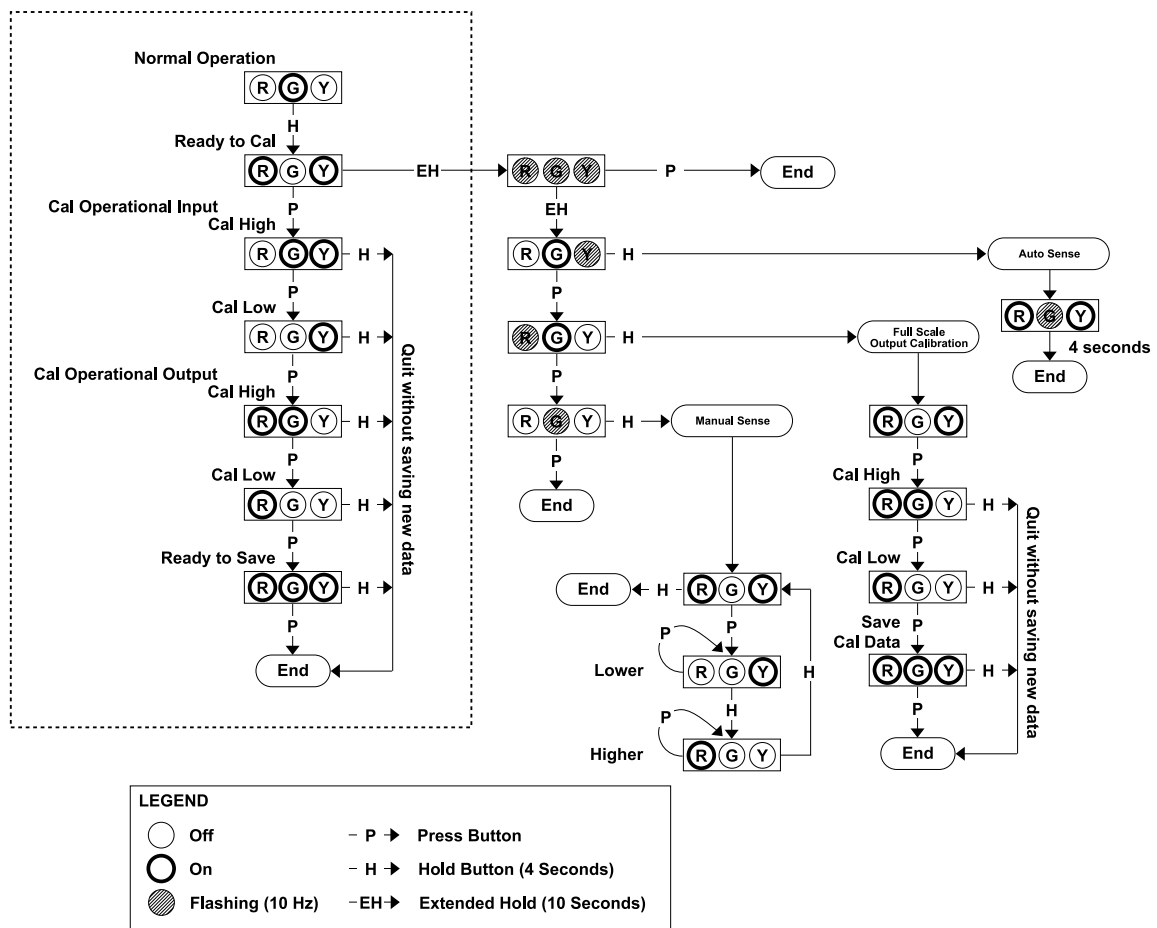 Normal Operation
R G Y
H
Ready to Cal
R G Y
EH
R G Y
P
End
P
EH
Cal Operational Input
Cal High
R G Y
H
R G Y
H
Auto Sense
P
P
R G Y
4 seconds
End
Cal Low
R G Y
H
R G Y
H
Full Scale
Output Calibration
P
P
Cal Operational Output
Cal High
R G Y
H
R G Y
H
Manual Sense
R G Y
P
P
P
End
Cal Low
R G Y
H
Cal High
R G Y
H
P
P
Ready to Save
R G Y
H
Quit without saving new data
P
End
End
H
R G Y
P
P
Lower
R G Y
H
H
P
Higher
R G Y
Cal Low
R G Y
H
P
Save
Cal Data
R G Y
H
Quit without saving new data
P
End
LEGEND
Off
P
Press Button
On
H
Hold Button (4 Seconds)
Flashing (10 Hz)
EH
Extended Hold (10 Seconds)